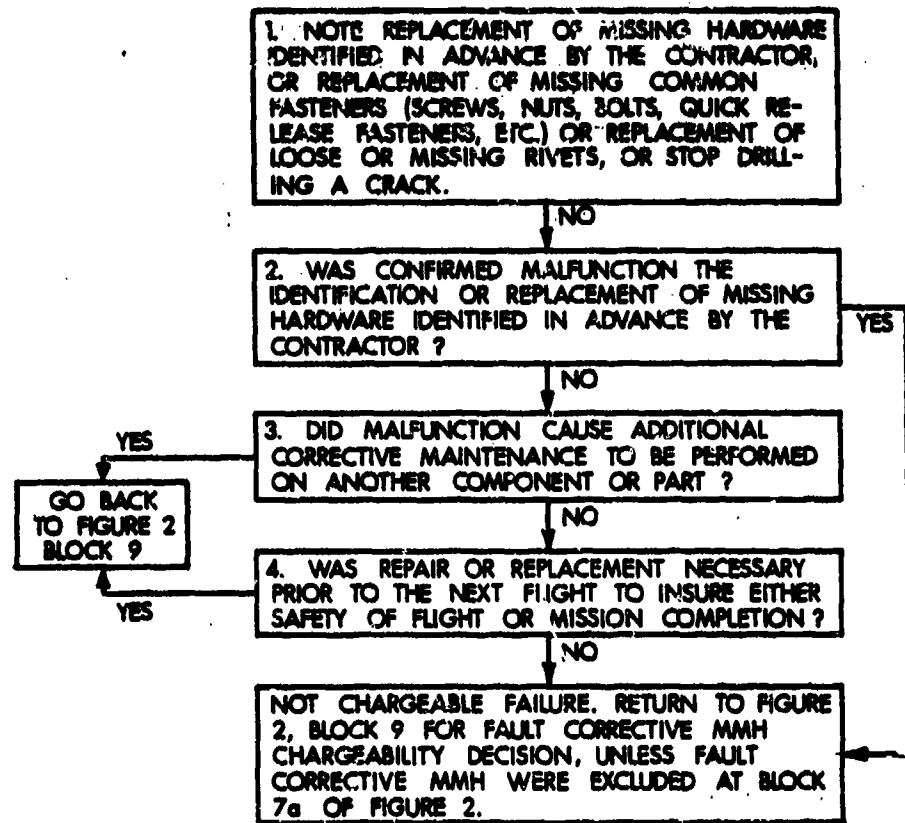 1. NOTE REPLACEMENT OF MISSING HARDWARE
IDENTIFIED IN ADVANCE BY THE CONTRACTOR,
OR REPLACEMENT OF MISSING COMMON
FASTENERS (SCREWS, NUTS, BOLTS, QUICK RE-
LEASE FASTENERS, ETC.) OR REPLACEMENT OF
LOOSE OR MISSING RIVETS, OR STOP DRILL-
ING A CRACK.
NO
2. WAS CONFIRMED MALFUNCTION THE
IDENTIFICATION OR REPLACEMENT OF MISSING
HARDWARE IDENTIFIED IN ADVANCE BY THE
CONTRACTOR ?
YES
NO
3. DID MALFUNCTION CAUSE ADDITIONAL
CORRECTIVE MAINTENANCE TO BE PERFORMED
ON ANOTHER COMPONENT OR PART ?
YES
GO BACK
TO FIGURE 2
BLOCK 9
NO
4. WAS REPAIR OR REPLACEMENT NECESSARY
PRIOR TO THE NEXT FLIGHT TO INSURE EITHER
SAFETY OF FLIGHT OR MISSION COMPLETION ?
YES
NO
NOT CHARGEABLE FAILURE. RETURN TO FIGURE
2, BLOCK 9 FOR FAULT CORRECTIVE MMH
CHARGEABILITY DECISION, UNLESS FAULT
CORRECTIVE MMH WERE EXCLUDED AT BLOCK
7a OF FIGURE 2.